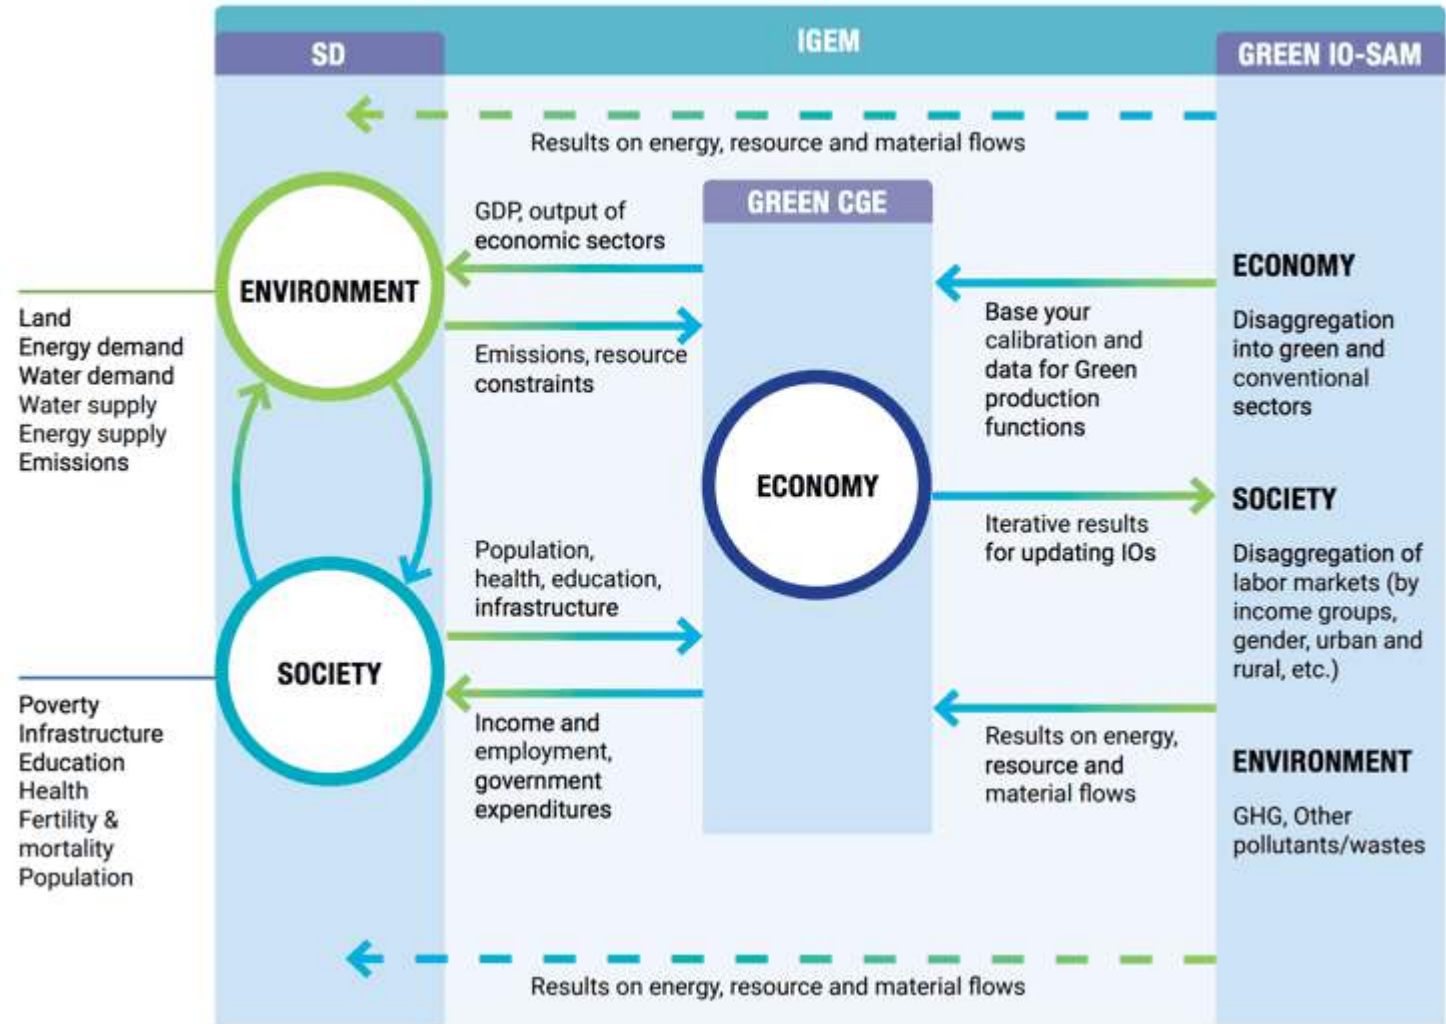 IGEM
SD
GREEN IO-SAM
Results on energy, resource and material flows
GREEN CGE
GDP, output of
economic sectors
ENVIRONMENT
Emissions, resource
constraints
Land
Energy demand
Water demand
Water supply
Energy supply
Emissions
ECONOMY
Base your
calibration and
data for Green
production
functions
Iterative results
for updating IOs
Population,
health, education,
infrastructure
SOCIETY
Income and
employment,
government
expenditures
Poverty
Infrastructure
Education
Health
Fertility &
mortality
Population
Results on energy,
resource and
material flows
ECONOMY
Disaggregation
into green and
conventional
sectors
SOCIETY
Disaggregation of
labor markets (by
income groups,
gender, urban and
rural, etc.)
ENVIRONMENT
GHG, Other
pollutants/wastes
Results on energy, resource and material flows